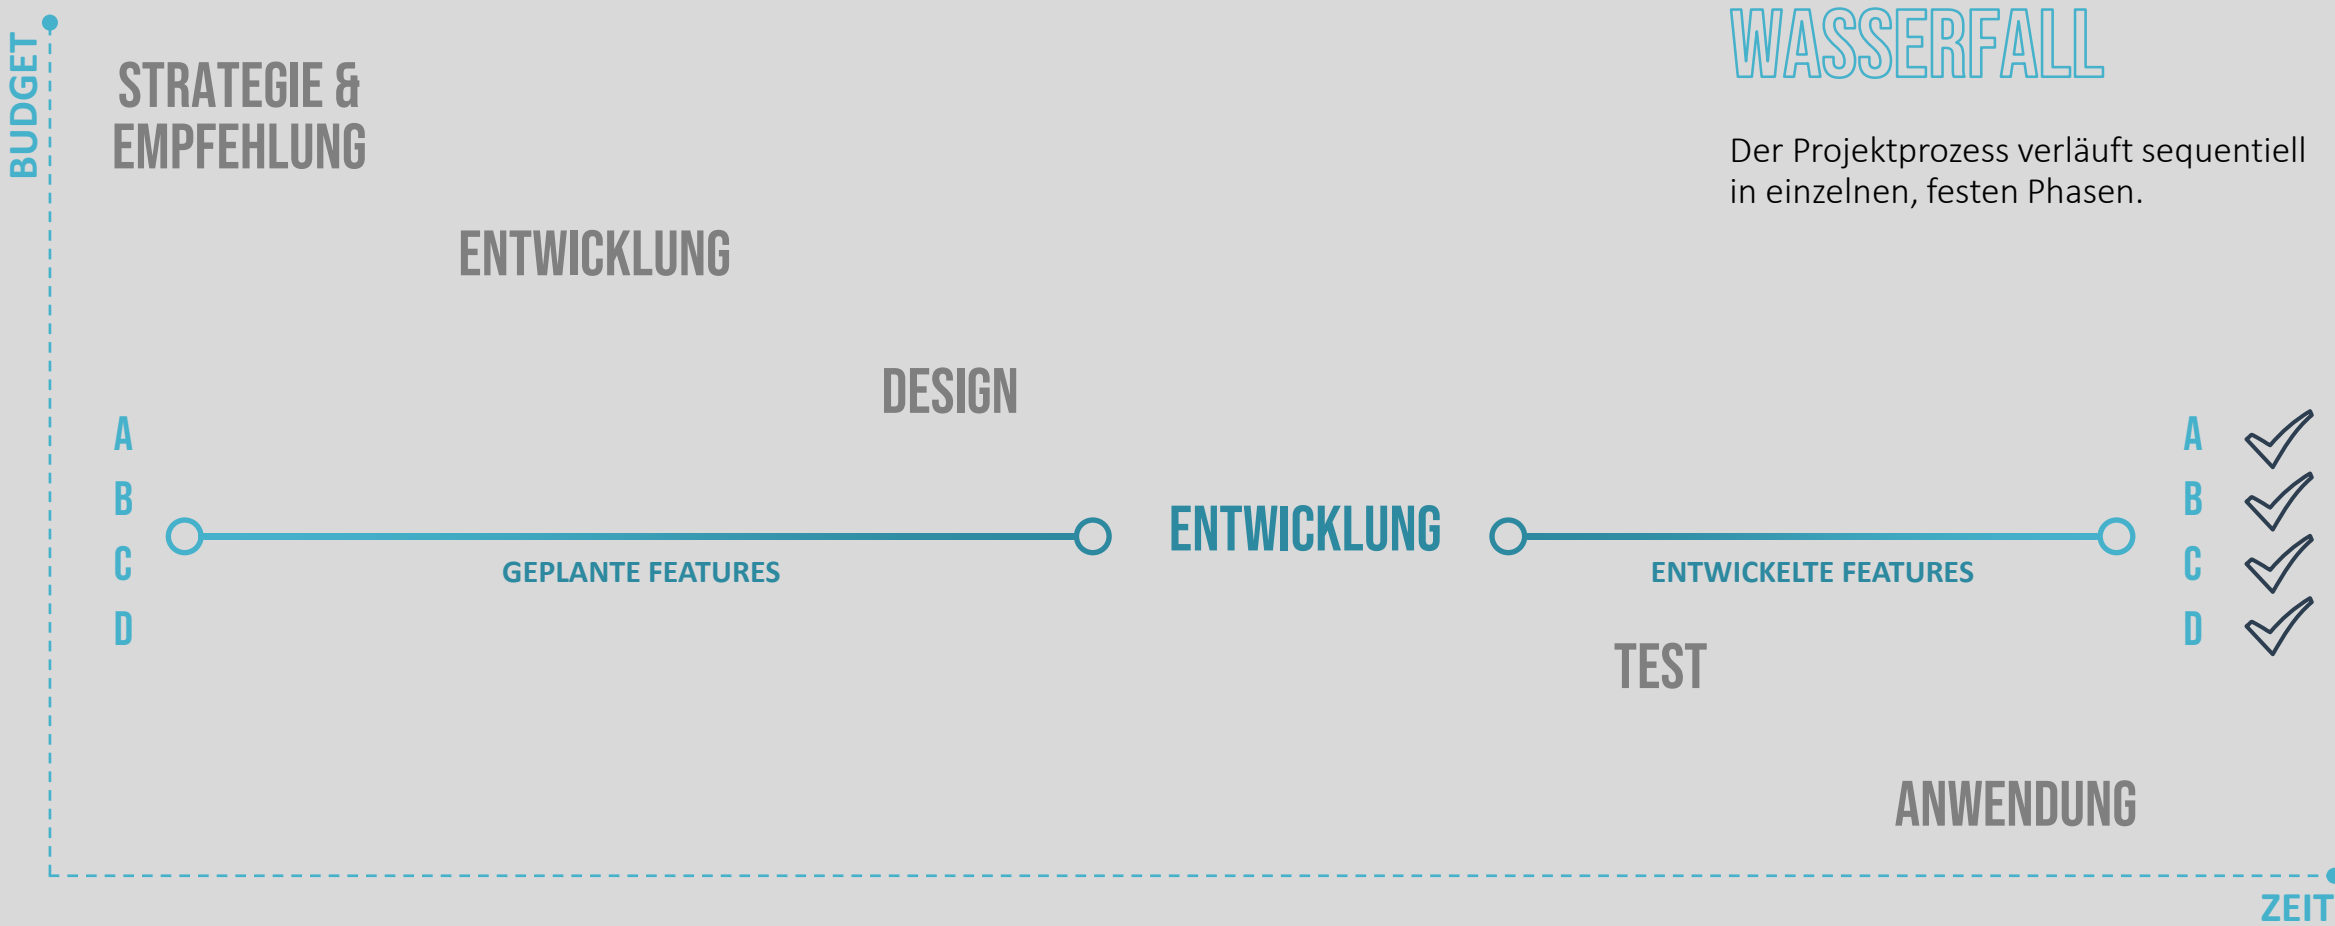 BUDGET
STRATEGIE &
EMPFEHLUNG
WASSERFALL
Der Projektprozess verläuft sequentiell
in einzelnen, festen Phasen.
ENTWICKLUNG
DESIGN
A
B
C
D
GEPLANTE FEATURES
ENTWICKLUNG
ENTWICKELTE FEATURES
A
B
C
D
TEST
ANWENDUNG
ZEIT